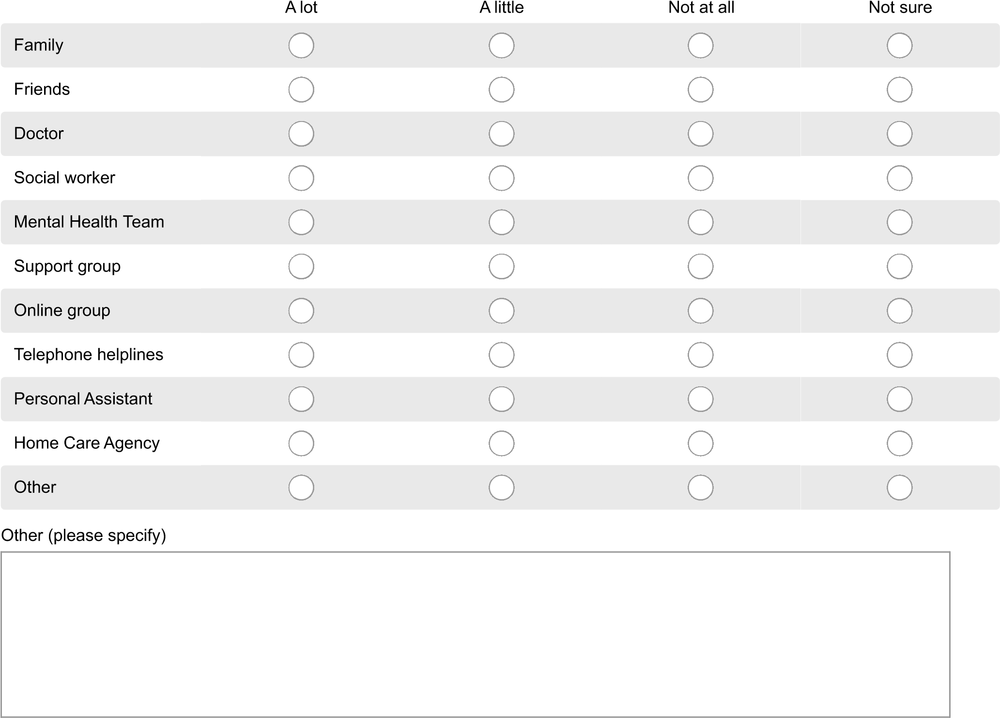 A lot A little Not at all Not sure
Family
Friends
Doctor
Social worker
Mental Health Team
Support group
Online group
Telephone helplines
Personal Assistant
Home Care Agency
Other
Other (please specify)